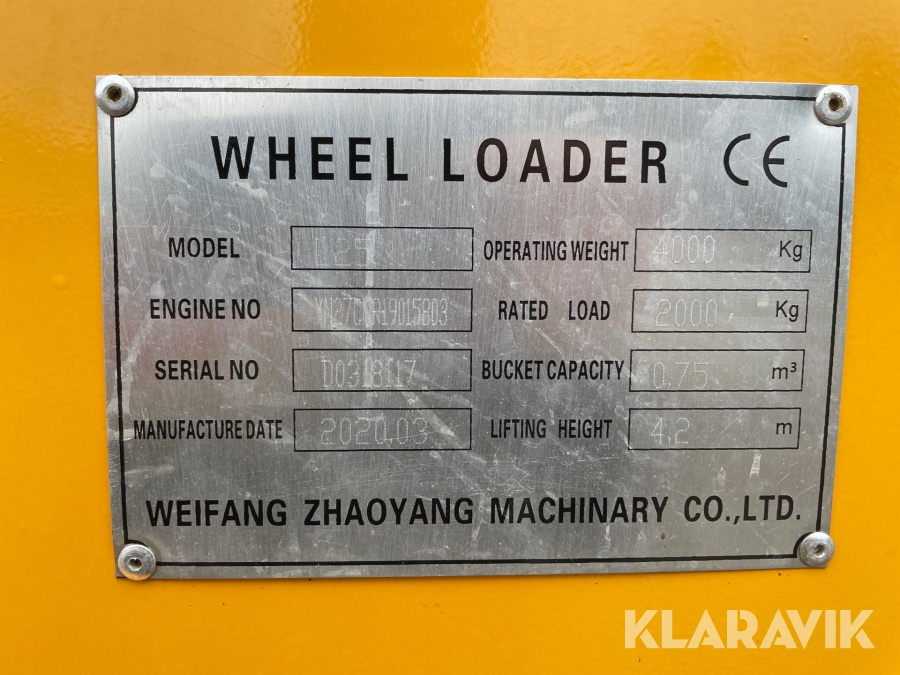 WHEEL LOADER CE
MODEL L25 OPERATING WEIGHT 4000 Kg
ENGINE NO RATED LOAD 2000 Kg
SERIAL NO BUCKET CAPACITY 0.75 m³
MANUFACTURE DATE 2020.03 LIFTING HEIGHT 4.2 m
WEIFANG ZHAOYANG MACHINARY CO.,LTD.
KLARAVIK